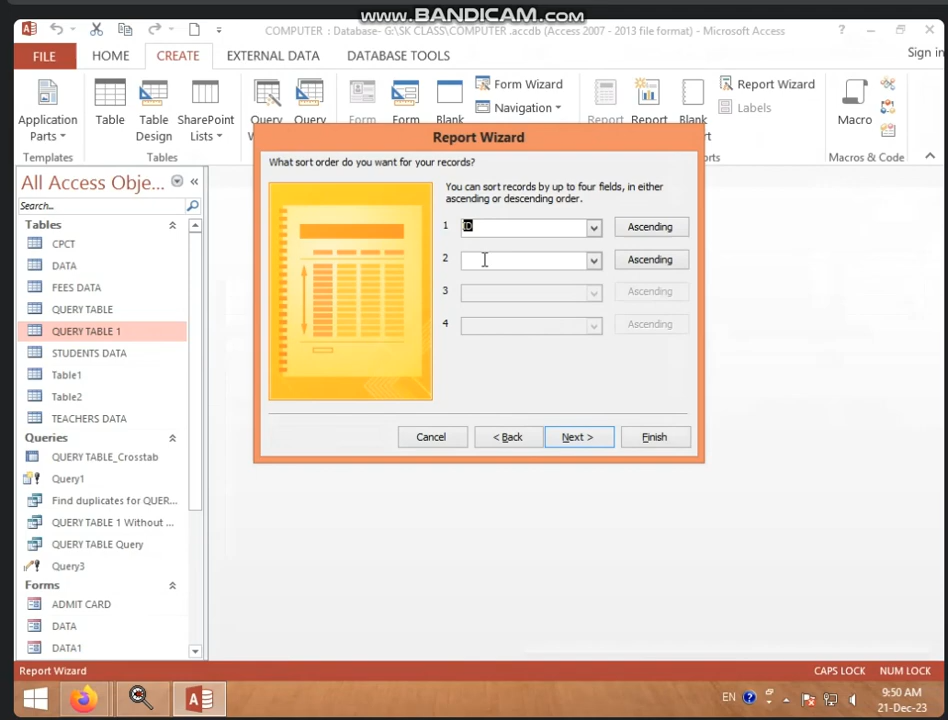 www.BANDICAM.com
COMPUTER : Database- G:\SK CLASS\COMPUTER .accdb (Access 2007 - 2013 file format) - Microsoft Access
?
FILE
HOME
CREATE
EXTERNAL DATA
DATABASE TOOLS
Sign in
Application
Parts
Table
Table
Design
SharePoint
Lists
Query
Query
Form
Form
Blank
Form Wizard
Navigation
Report
Report
Blank
Report Wizard
Labels
Macro
Templates
Tables
Macros & Code
Report Wizard
What sort order do you want for your records?
You can sort records by up to four fields, in either
ascending or descending order.
1
ID
Ascending
2
Ascending
3
Ascending
4
Ascending
Cancel
< Back
Next >
Finish
All Access Obje...
Search...
Tables
CPCT
DATA
FEES DATA
QUERY TABLE
QUERY TABLE 1
STUDENTS DATA
Table1
Table2
TEACHERS DATA
Queries
QUERY TABLE_Crosstab
Query1
Find duplicates for QUER...
QUERY TABLE 1 Without ...
QUERY TABLE Query
Query3
Forms
ADMIT CARD
DATA
DATA1
Report Wizard
CAPS LOCK
NUM LOCK
EN
9:50 AM
21-Dec-23